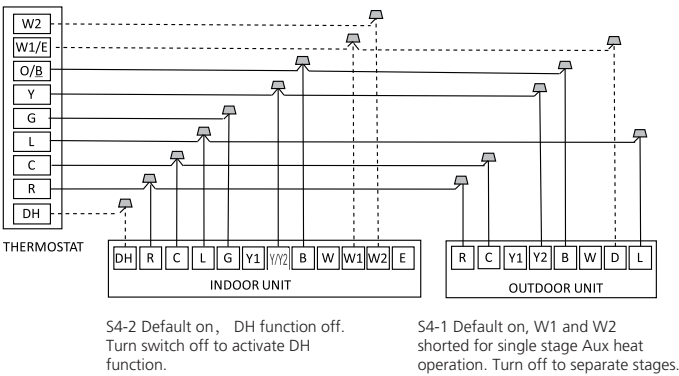 W2
W1/E
O/B
Y
G
L
C
R
DH
THERMOSTAT
DH R C L G Y1 Y/Y2 B W W1 W2 E
INDOOR UNIT
R C Y1 Y2 B W D L
OUTDOOR UNIT
S4-2 Default on， DH function off.
Turn switch off to activate DH
function.
S4-1 Default on, W1 and W2
shorted for single stage Aux heat
operation. Turn off to separate stages.